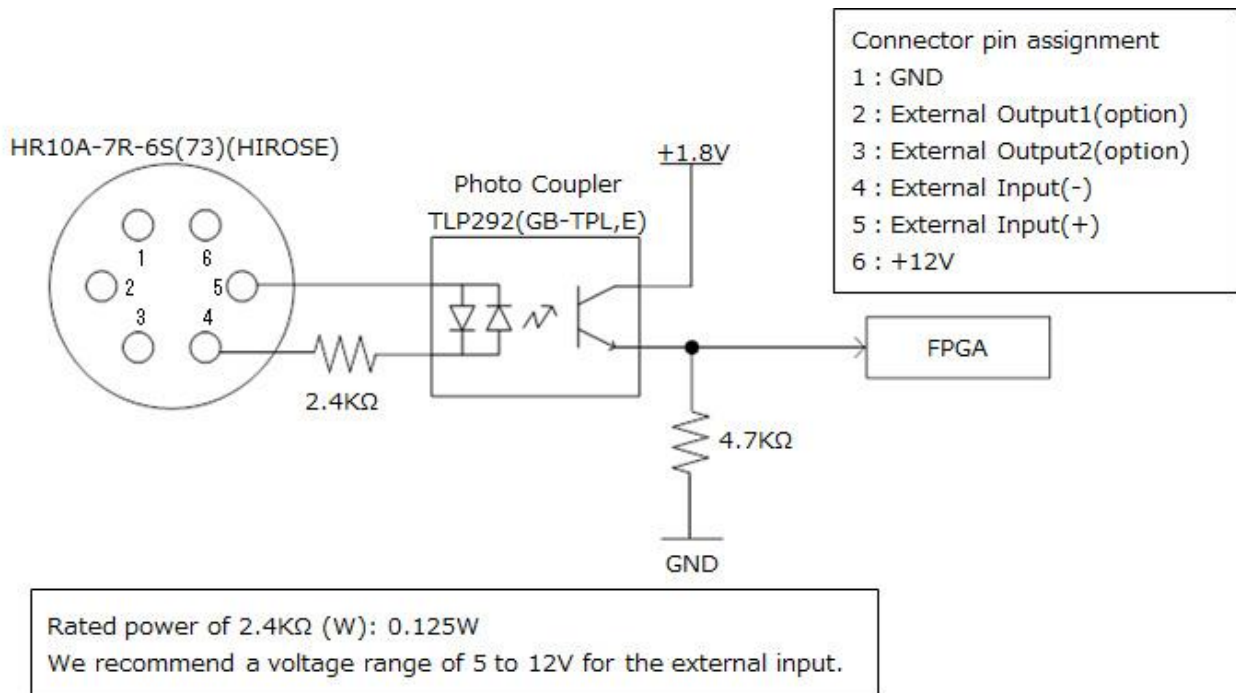 Connector pin assignment
1 : GND
2 : External Output1(option)
3 : External Output2(option)
4 : External Input(-)
5 : External Input(+)
6 : +12V
HR10A-7R-6S(73)(HIROSE)
+1.8V
Photo Coupler
TLP292(GB-TPL,E)
1
6
2
5
3
4
FPGA
2.4KΩ
4.7KΩ
GND
Rated power of 2.4KΩ (W): 0.125W
We recommend a voltage range of 5 to 12V for the external input.